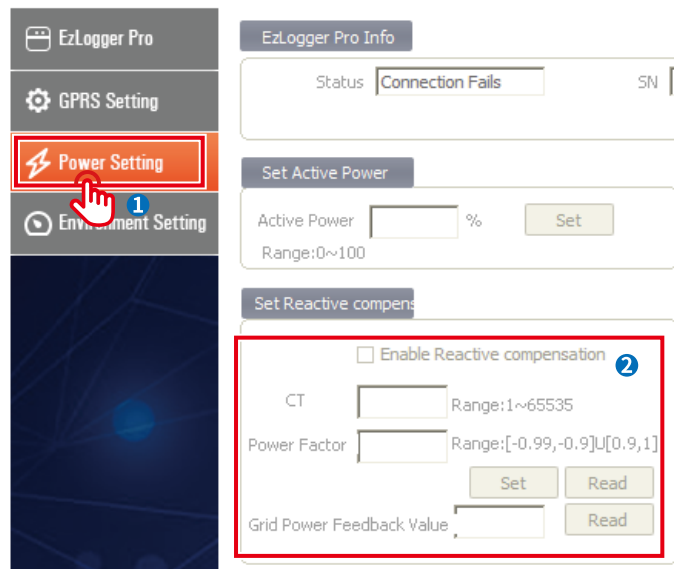 EzLogger Pro
GPRS Setting
Power Setting
1
Environment Setting
EzLogger Pro Info
Status Connection Fails SN
Set Active Power
Active Power % Set
Range:0~100
Set Reactive compens
Enable Reactive compensation 2
CT Range:1~65535
Power Factor Range:[-0.99,-0.9]U[0.9,1]
Set Read
Grid Power Feedback Value Read